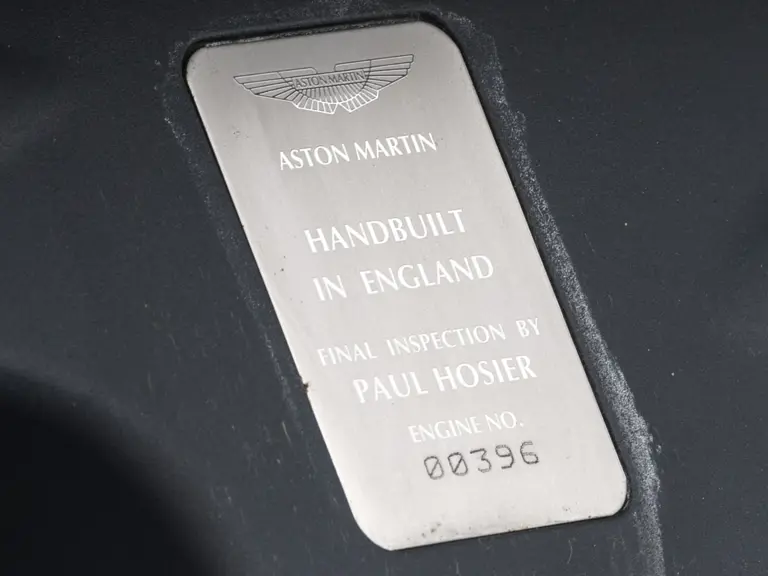 ASTON MARTIN
ASTON MARTIN
HANDBUILT
IN ENGLAND
FINAL INSPECTION BY
PAUL HOSIER
ENGINE NO.
00396